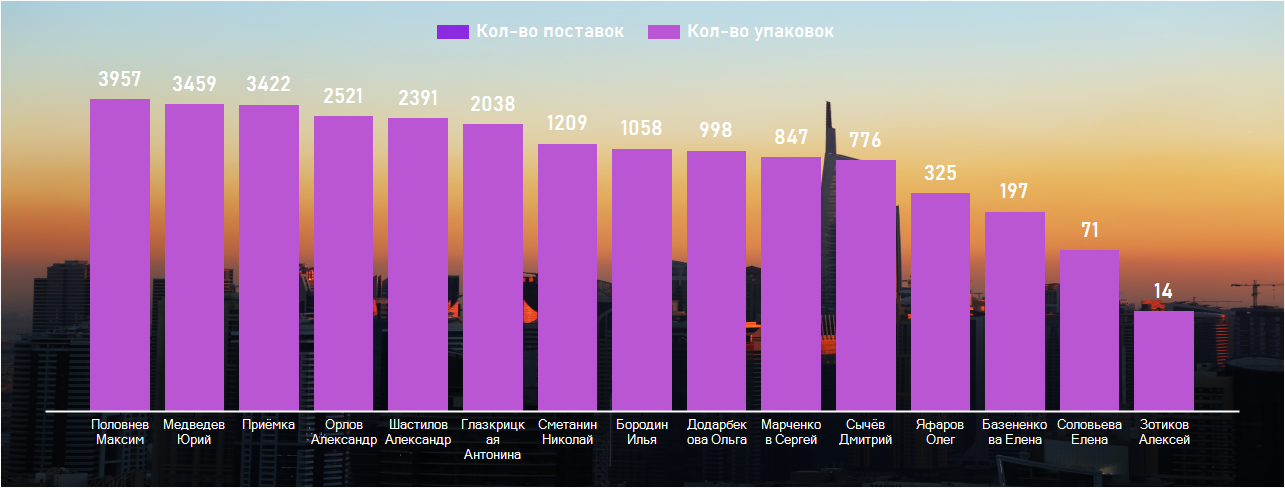 Кол-во поставок Кол-во упаковок
3957 3459 3422 2521 2391 2038 1209 1058 998 847 776 325 197 71 14
Половнев Медведев Приёмка Орлов Шастилов Глазкрицк Сметанин Бородин Додарбек Марченко Сычёв Яфаров Базененко Соловьева Зотиков
Максим Юрий Александр Александр ая Николай Илья ова Ольга в Сергей Дмитрий Олег ва Елена Елена Алексей
Антонина